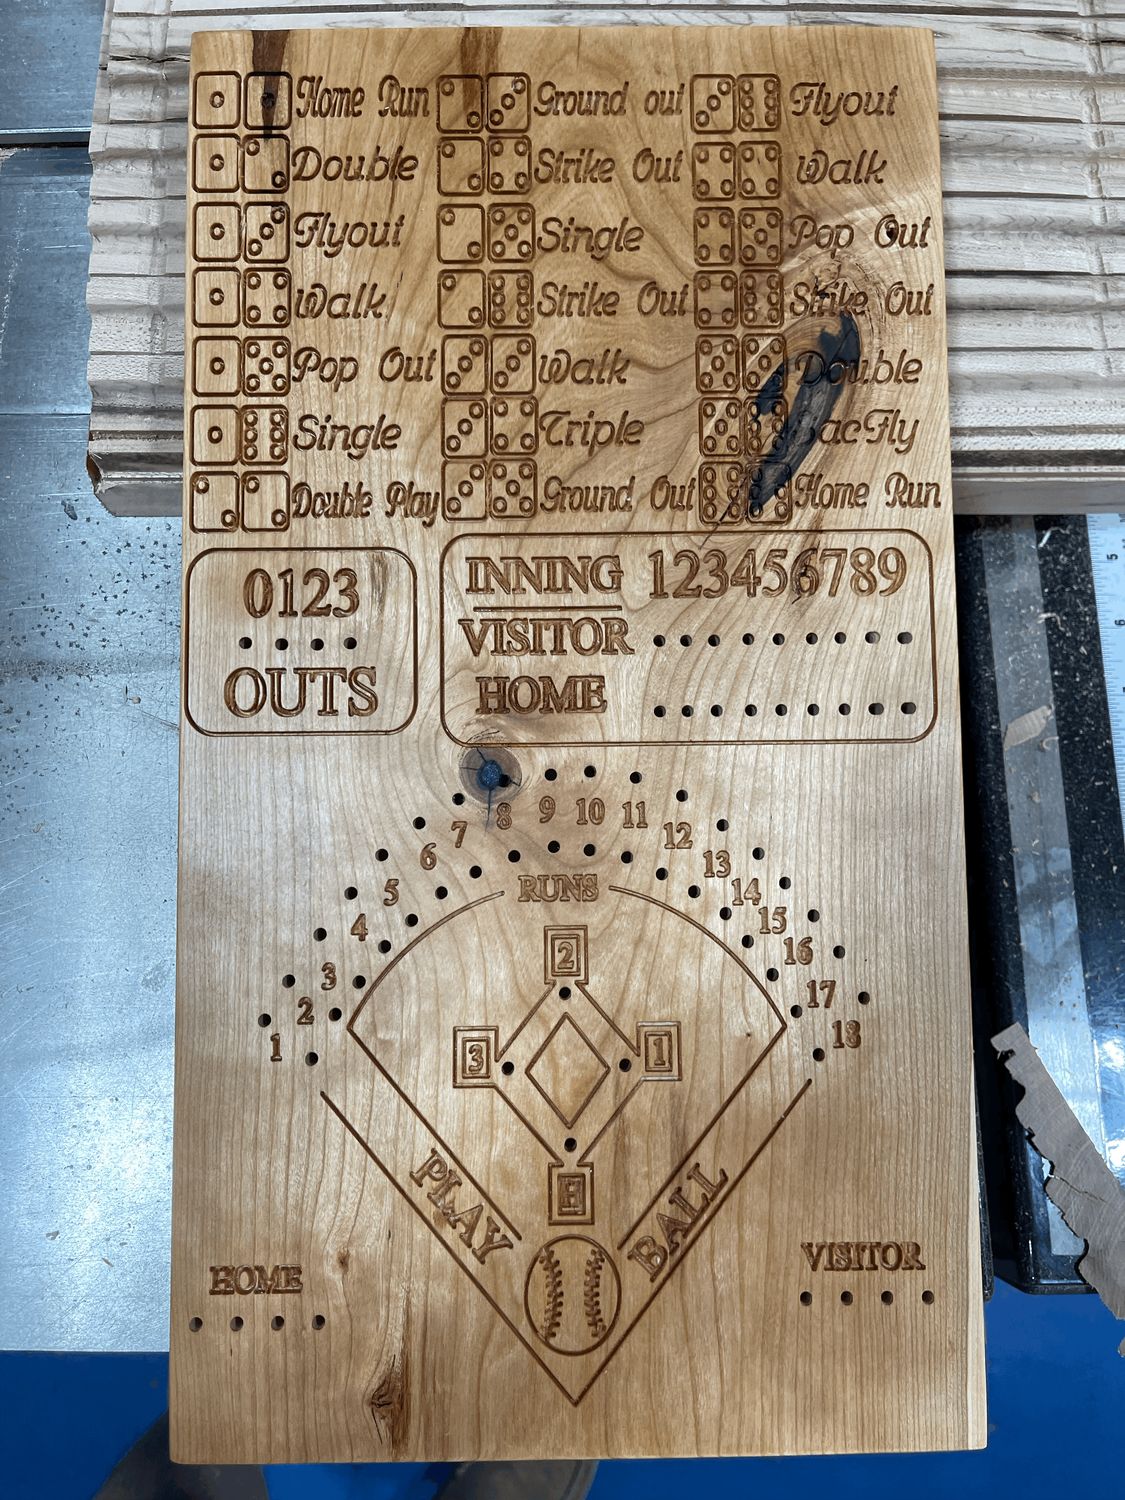 Home Run
Double
Flyout
Walk
Pop Out
Single
Double Play
Ground out
Strike Out
Single
Strike Out
Walk
Triple
Ground Out
Flyout
Walk
Pop Out
Strike Out
Double
acFly
Home Run
0123
OUTS
INNING 123456789
VISITOR
HOME
1 2 3 4 5 6 7 8 9 10 11 12 13 14 15 16 17 18
RUNS
2
3 1
H
PLAY BALL
HOME
VISITOR
5
6